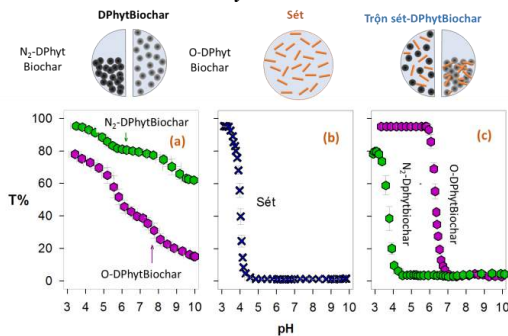 DPhytBiochar
Sét
Trộn sét-DPhytBiochar
N₂-DPhyt
Biochar
O-DPhyt
Biochar
N₂-DPhytBiochar
(a)
O-DPhytBiochar
T%
100
80
60
40
20
0
3 4 5 6 7 8 9 10
(b)
Sét
3 4 5 6 7 8 9 10
(c)
N₂-Dphytbiochar
O-DPhytBiochar
3 4 5 6 7 8 9 10
pH